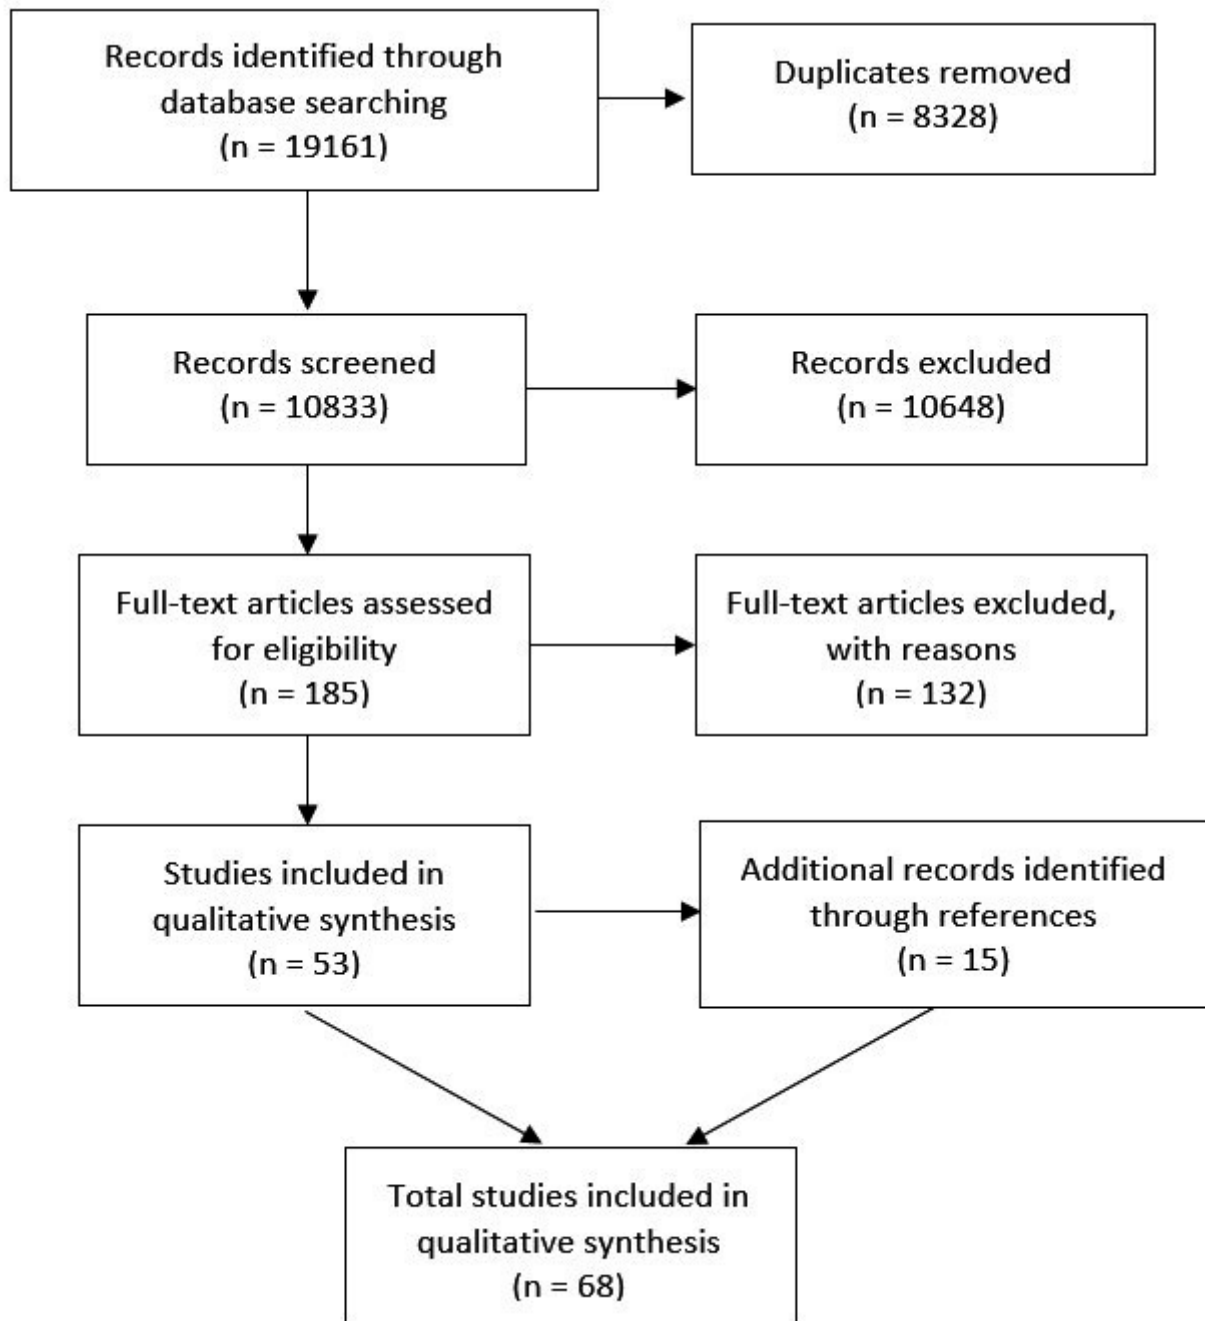 Records identified through
database searching
(n = 19161)
Duplicates removed
(n = 8328)
Records screened
(n = 10833)
Records excluded
(n = 10648)
Full-text articles assessed
for eligibility
(n = 185)
Full-text articles excluded,
with reasons
(n = 132)
Studies included in
qualitative synthesis
(n = 53)
Additional records identified
through references
(n = 15)
Total studies included in
qualitative synthesis
(n = 68)